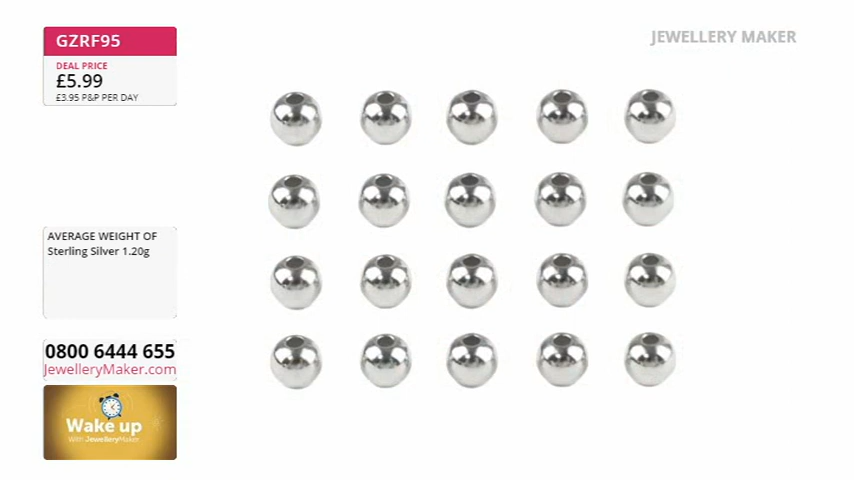 GZRF95
DEAL PRICE
£5.99
£3.95 P&P PER DAY
JEWELLERY MAKER
AVERAGE WEIGHT OF
Sterling Silver 1.20g
0800 6444 655
JewelleryMaker.com
Wake up
With JewelleryMaker